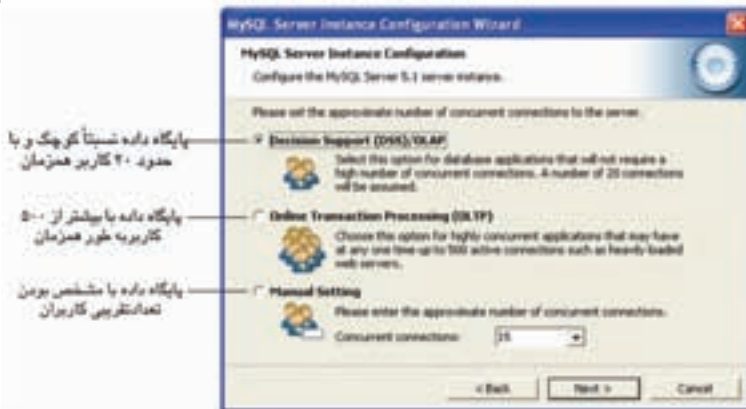 MySQL Server Instance Configuration Wizard
MySQL Server Instance Configuration
Configure the MySQL Server 5.1 server instance.
Please set the approximate number of concurrent connections to the server.
پایگاه داده نسبتاً کوچک و با
حدود ۲۰ کاربر همزمان
Decision Support (DSS)/OLAP
Select this option for database applications that will not require a
high number of concurrent connections. A number of 20 connections
will be assumed.
پایگاه داده با بیشتر از ۵۰۰
کاربربه طور همزمان
Online Transaction Processing (OLTP)
Choose this option for highly concurrent applications that may have
at any one time up to 500 active connections such as heavily loaded
web servers.
پایگاه داده با مشخص بودن
تعدادتقریبی کاربران
Manual Setting
Please enter the approximate number of concurrent connections.
Concurrent connections: 15
< Back Next > Cancel